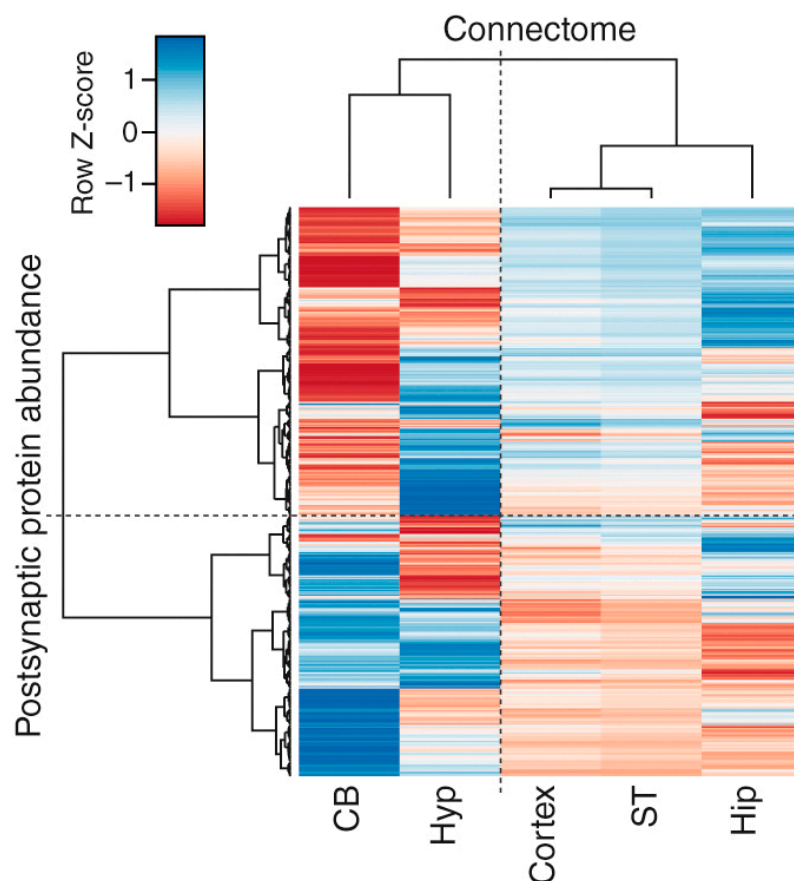 Connectome
Row Z-score
1
0
−1
Postsynaptic protein abundance
CB
Hyp
Cortex
ST
Hip